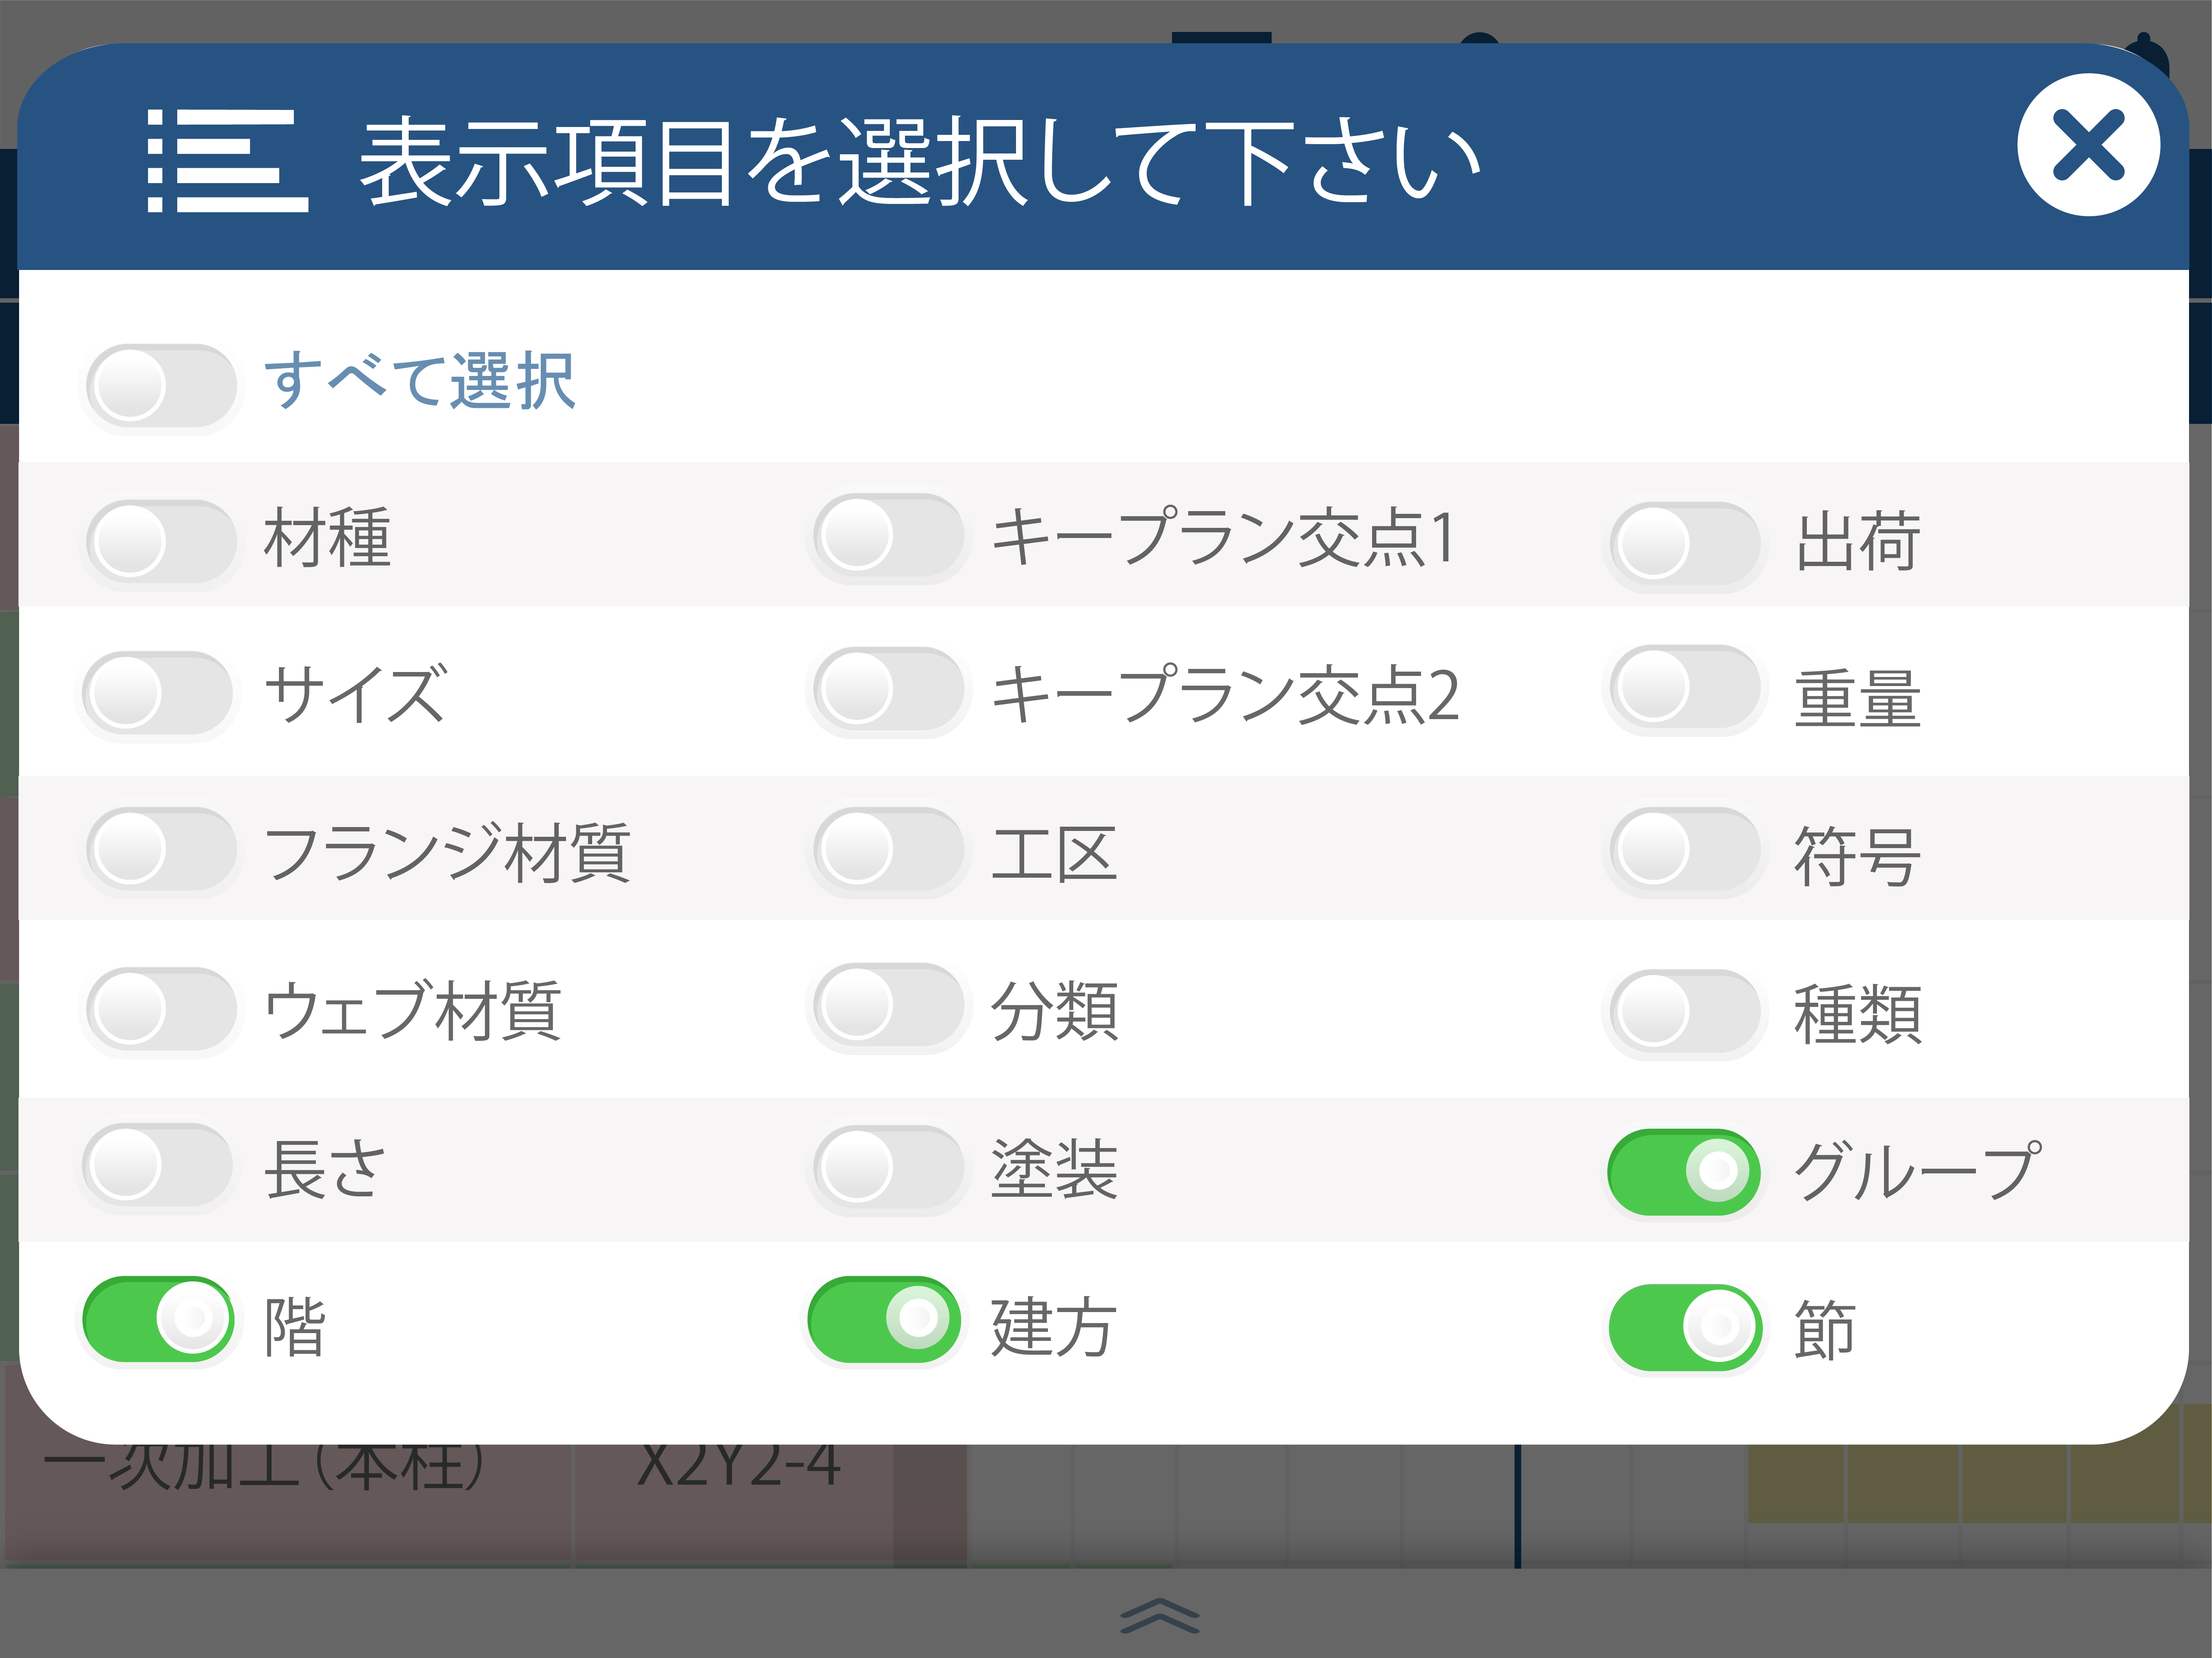 表示項目を選択して下さい
すべて選択
材種 キープラン交点1 出荷
サイズ キープラン交点2 重量
フランジ材質 工区 符号
ウェブ材質 分類 種類
長さ 塗装 グループ
階 建方 節
一次加工(本柱) X2Y2-4